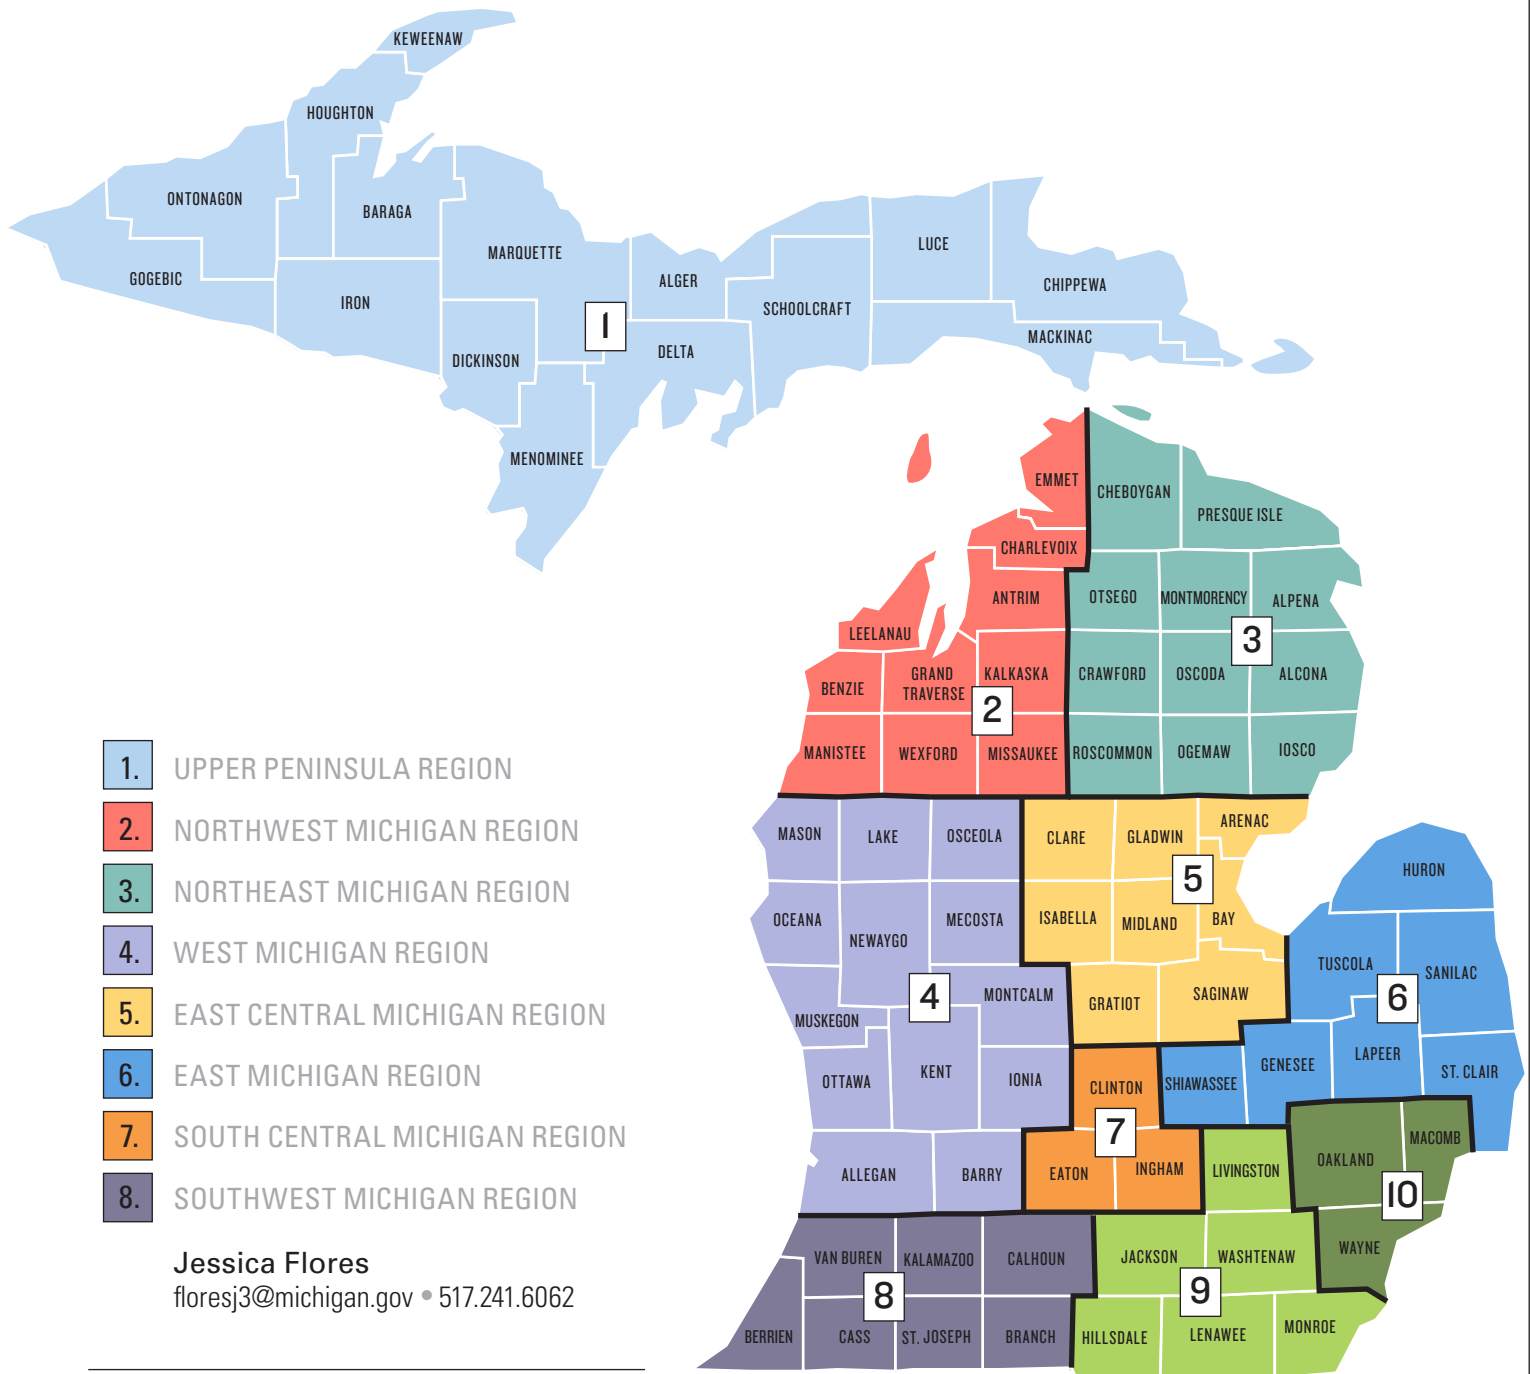 KEWEENAW
HOUGHTON
ONTONAGON
BARAGA
MARQUETTE
LUCE
GOGEBIC
IRON
ALGER
CHIPPEWA
SCHOOLCRAFT
1
MACKINAC
DICKINSON
DELTA
MENOMINEE
EMMET
CHEBOYGAN
PRESQUE ISLE
CHARLEVOIX
ANTRIM
OTSEGO
MONTMORENCY
ALPENA
LEELANAU
3
BENZIE
GRAND
TRAVERSE
KALKASKA
CRAWFORD
OSCODA
ALCONA
2
MANISTEE
WEXFORD
MISSAUKEE
ROSCOMMON
OGEMAW
IOSCO
MASON
LAKE
OSCEOLA
CLARE
GLADWIN
ARENAC
5
HURON
OCEANA
NEWAYGO
MECOSTA
ISABELLA
MIDLAND
BAY
TUSCOLA
SANILAC
4
MONTCALM
GRATIOT
SAGINAW
6
MUSKEGON
OTTAWA
KENT
IONIA
CLINTON
SHIAWASSEE
GENESEE
LAPEER
ST. CLAIR
7
ALLEGAN
BARRY
EATON
INGHAM
LIVINGSTON
OAKLAND
MACOMB
10
VAN BUREN
KALAMAZOO
CALHOUN
JACKSON
WASHTENAW
WAYNE
8
9
BERRIEN
CASS
ST. JOSEPH
BRANCH
HILLSDALE
LENAWEE
MONROE
1. UPPER PENINSULA REGION
2. NORTHWEST MICHIGAN REGION
3. NORTHEAST MICHIGAN REGION
4. WEST MICHIGAN REGION
5. EAST CENTRAL MICHIGAN REGION
6. EAST MICHIGAN REGION
7. SOUTH CENTRAL MICHIGAN REGION
8. SOUTHWEST MICHIGAN REGION
Jessica Flores
floresj3@michigan.gov • 517.241.6062